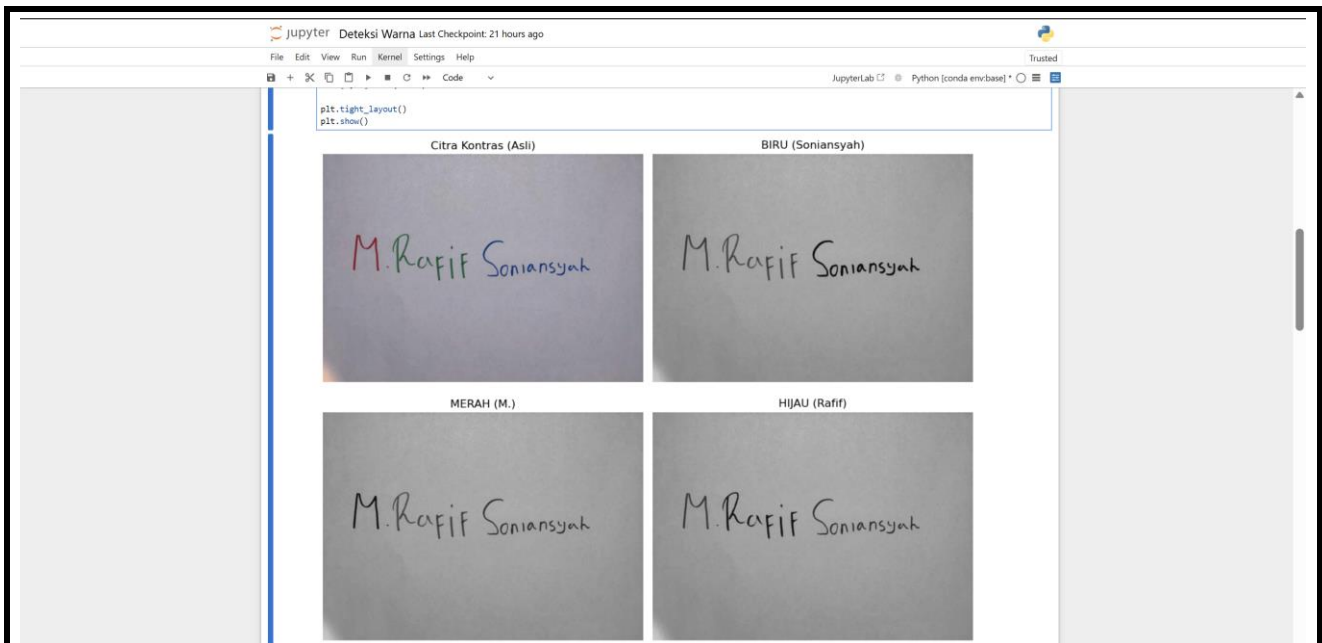 jupyter Deteksi Warna Last Checkpoint: 21 hours ago
File Edit View Run Kernel Settings Help
Trusted
Code
JupyterLab
Python [conda env:base] *
plt.tight_layout()
plt.show()
Citra Kontras (Asli)
BIRU (Soniansyah)
M. Rafif Soniansyah
M. Rafif Soniansyah
MERAH (M.)
HIJAU (Rafif)
M. Rafif Soniansyah
M. Rafif Soniansyah